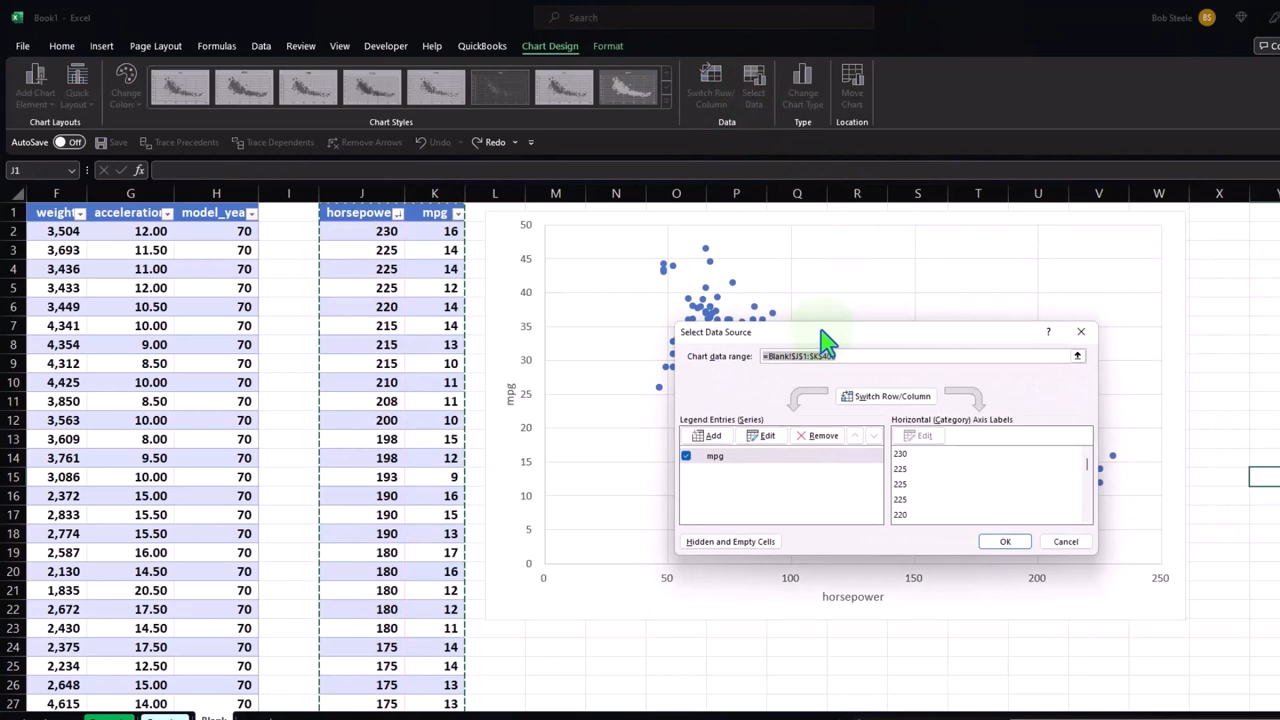 Book1 - Excel
Search
Bob Steele BS
File Home Insert Page Layout Formulas Data Review View Developer Help QuickBooks Chart Design Format
Add Chart Element
Quick Layout
Change Colors
Switch Row/ Column
Select Data
Change Chart Type
Move Chart
Chart Layouts Chart Styles Data Type Location
AutoSave Off Save Trace Precedents Trace Dependents Remove Arrows Undo Redo
J1 fx
F G H I J K L M N O P Q R S T U V W X
1 weight acceleration model_yea horsepowe mpg
2 3,504 12.00 70 230 16
3 3,693 11.50 70 225 14
4 3,436 11.00 70 225 14
5 3,433 12.00 70 225 12
6 3,449 10.50 70 220 14
7 4,341 10.00 70 215 14
8 4,354 9.00 70 215 12
9 4,312 8.50 70 215 10
10 4,425 10.00 70 210 11
11 3,850 8.50 70 208 11
12 3,563 10.00 70 200 10
13 3,609 8.00 70 198 15
14 3,761 9.50 70 198 12
15 3,086 10.00 70 193 9
16 2,372 15.00 70 190 16
17 2,833 15.50 70 190 15
18 2,774 15.50 70 190 13
19 2,587 16.00 70 180 17
20 2,130 14.50 70 180 16
21 1,835 20.50 70 180 12
22 2,672 17.50 70 180 12
23 2,430 14.50 70 180 11
24 2,375 17.50 70 175 14
25 2,234 12.50 70 175 14
26 2,648 15.00 70 175 13
27 4,615 14.00 70 175 13
50
45
40
35
30
25
20
15
10
5
0
mpg
0 50 100 150 200 250
horsepower
Select Data Source ?
Chart data range:
Switch Row/Column
Legend Entries (Series) Horizontal (Category) Axis Labels
Add Edit Remove Edit
mpg
230
225
225
225
220
Hidden and Empty Cells OK Cancel